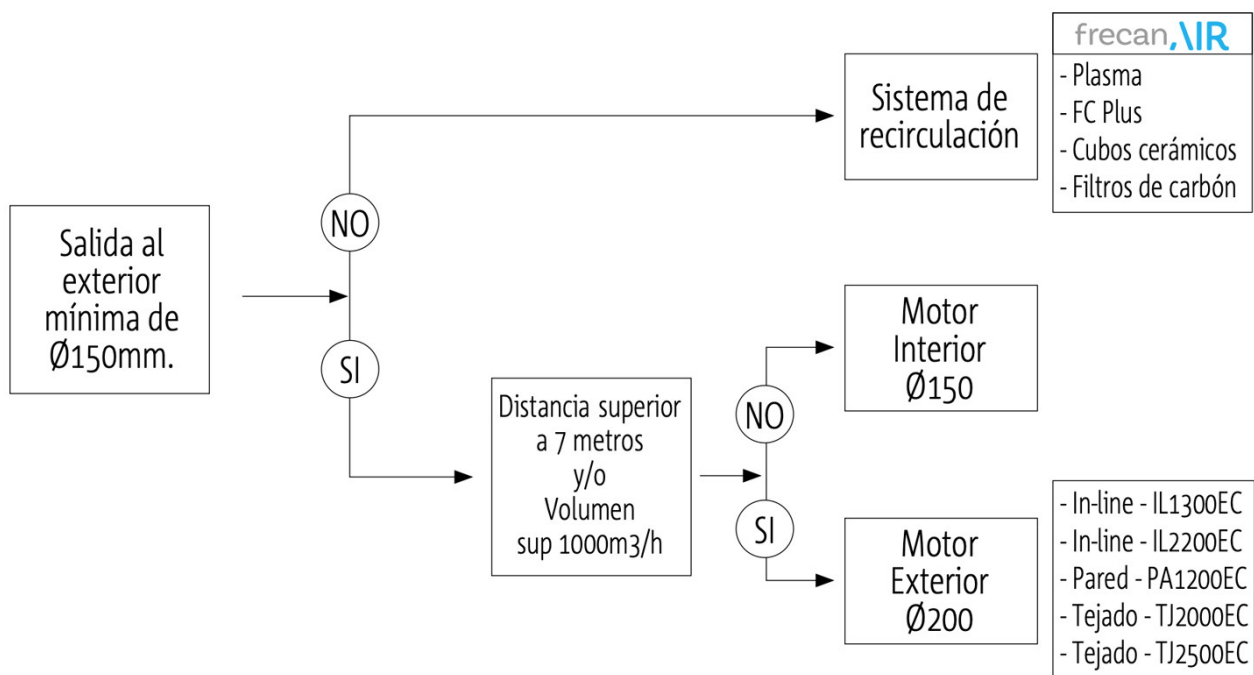 Salida al
exterior
mínima de
Ø150mm.
NO
SI
Sistema de
recirculación
frecan AIR
- Plasma
- FC Plus
- Cubos cerámicos
- Filtros de carbón
Distancia superior
a 7 metros
y/o
Volumen
sup 1000m3/h
NO
SI
Motor
Interior
Ø150
Motor
Exterior
Ø200
- In-line - IL1300EC
- In-line - IL2200EC
- Pared - PA1200EC
- Tejado - TJ2000EC
- Tejado - TJ2500EC